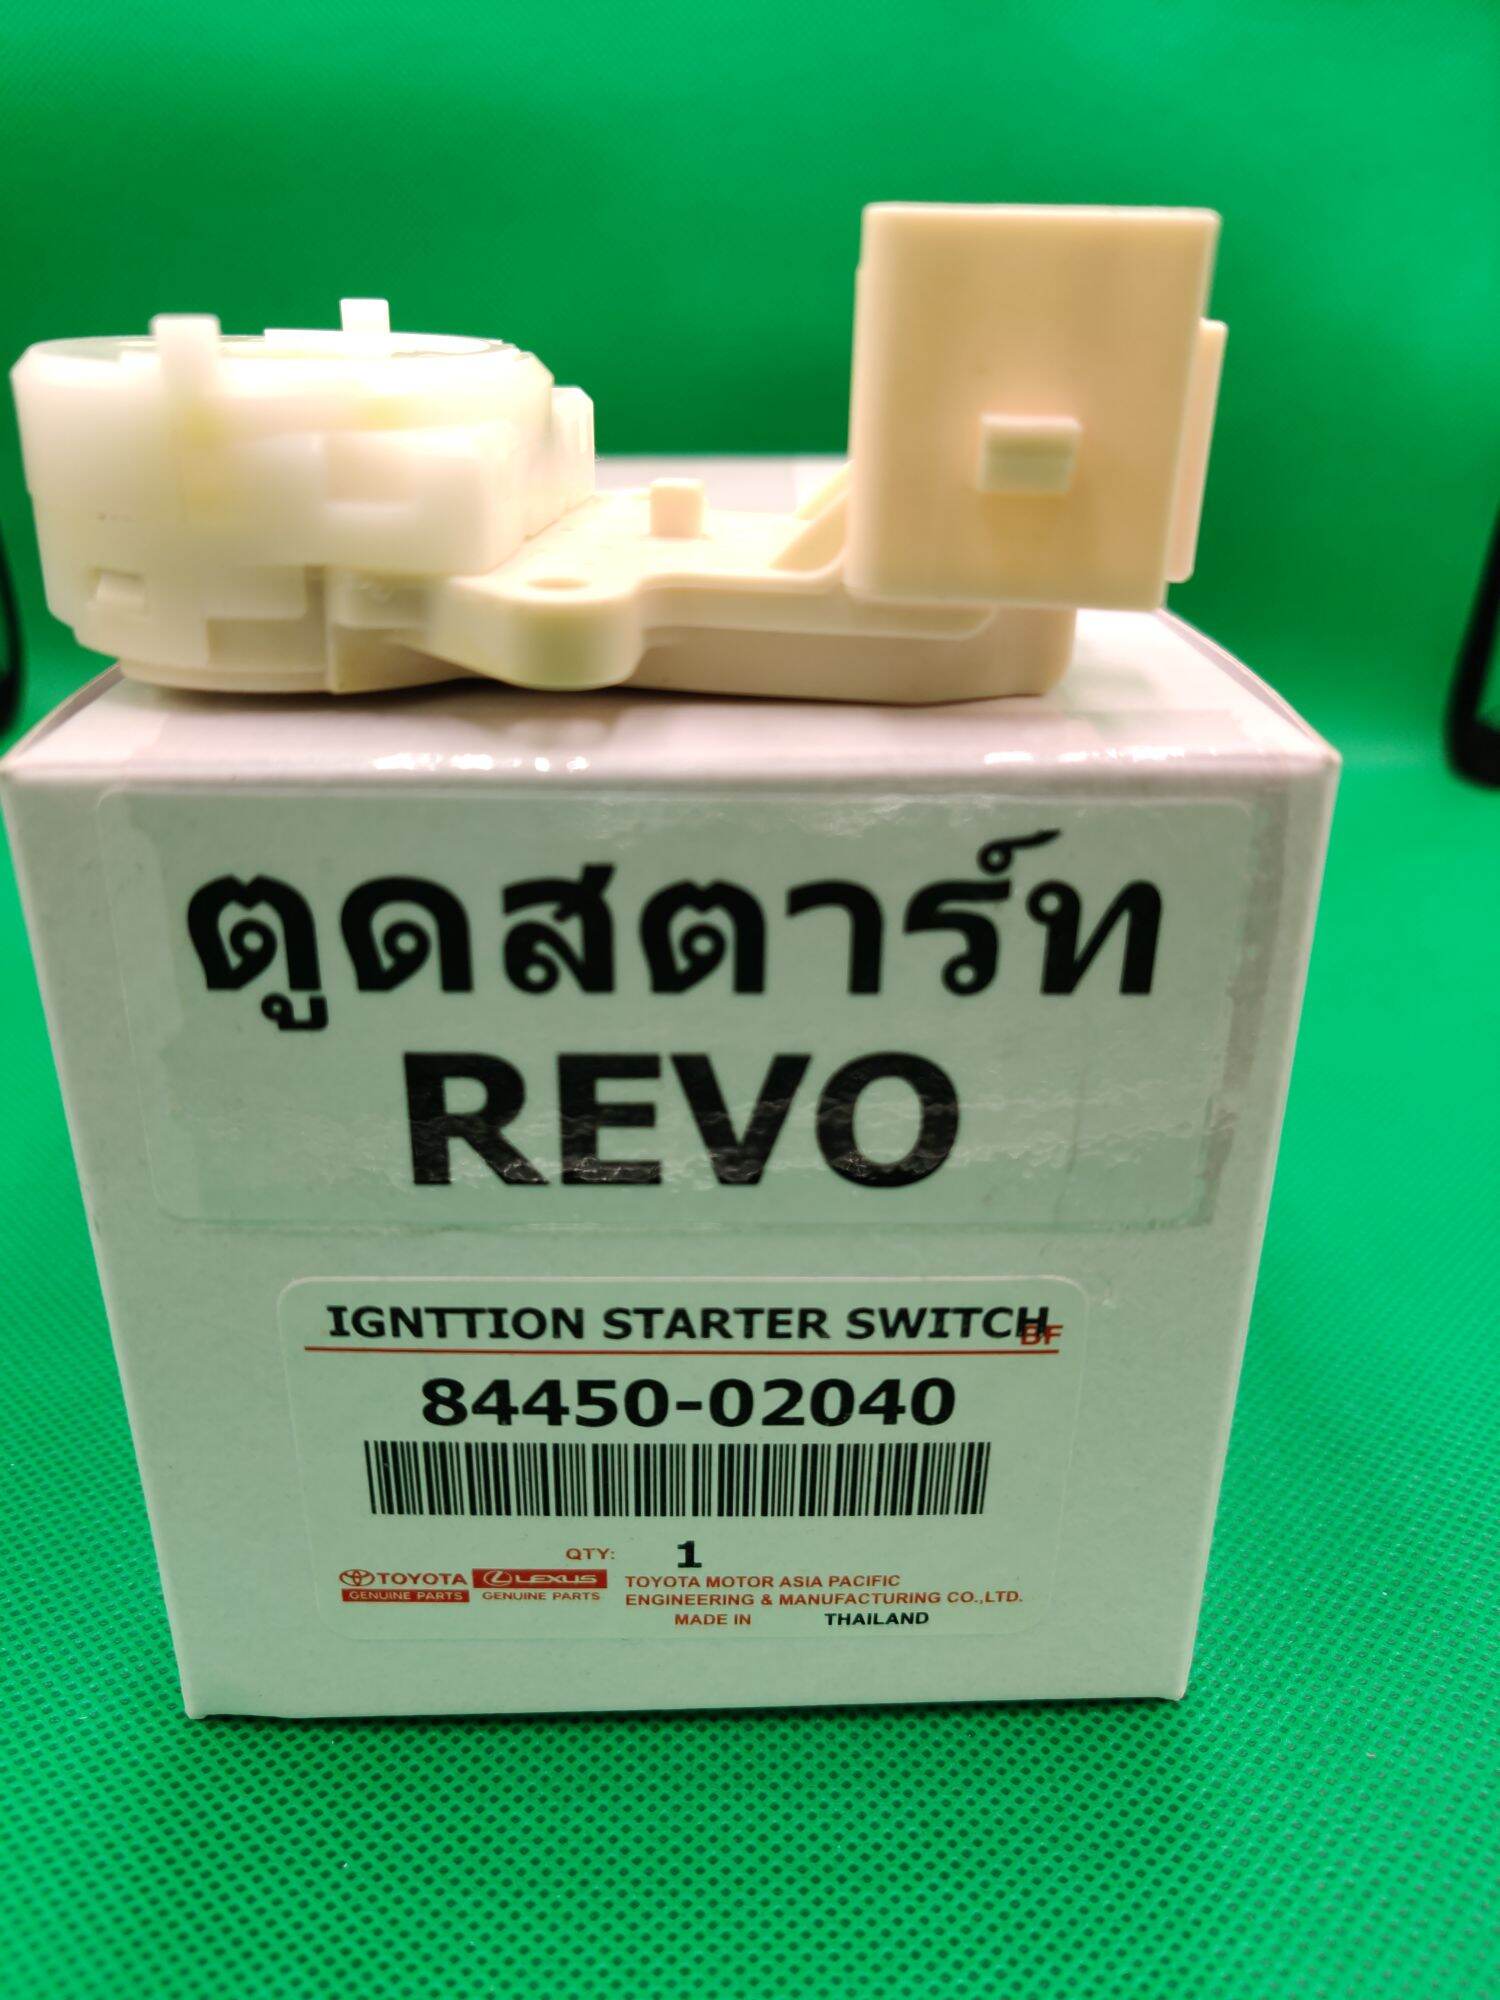 ตูดสตาร์ท
REVO
IGNTTION STARTER SWITCH
BF
84450-02040
QTY: 1
TOYOTA
GENUINE PARTS
LEXUS
GENUINE PARTS
TOYOTA MOTOR ASIA PACIFIC
ENGINEERING & MANUFACTURING CO.,LTD.
MADE IN THAILAND